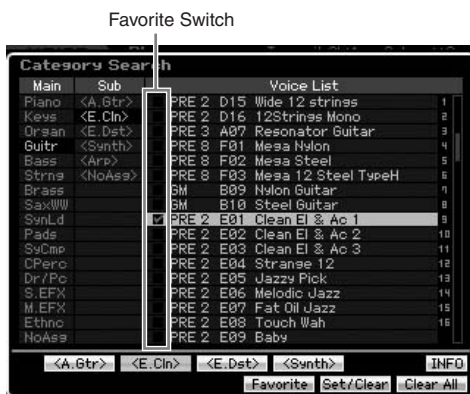 Favorite Switch
Category Search
Main Sub Voice List
Piano <A.Gtr> PRE 2 D15 Wide 12 strings 1
Keys <E.Cln> PRE 2 D16 12Strings Mono 2
Organ <E.Dst> PRE 3 A07 Resonator Guitar 3
Guitr <Synth> PRE 8 F01 Mega Nylon 4
Bass <Arp> PRE 8 F02 Mega Steel 5
Strng <NoAsg> PRE 8 F03 Mega 12 Steel TypeH 6
Brass GM B09 Nylon Guitar 7
SaxWW GM B10 Steel Guitar 8
SynLd PRE 2 E01 Clean El & Ac 1 9
Pads PRE 2 E02 Clean El & Ac 2 10
SyCmp PRE 2 E03 Clean El & Ac 3 11
CPerc PRE 2 E04 Strange 12 12
Dr/Pc PRE 2 E05 Jazzy Pick 13
S.EFX PRE 2 E06 Melodic Jazz 14
M.EFX PRE 2 E07 Fat Oil Jazz 15
Ethnc PRE 2 E08 Touch Wah 16
NoAsg PRE 2 E09 Baby
<A.Gtr> <E.Cln> <E.Dst> <Synth> INFO
Favorite Set/Clear Clear All